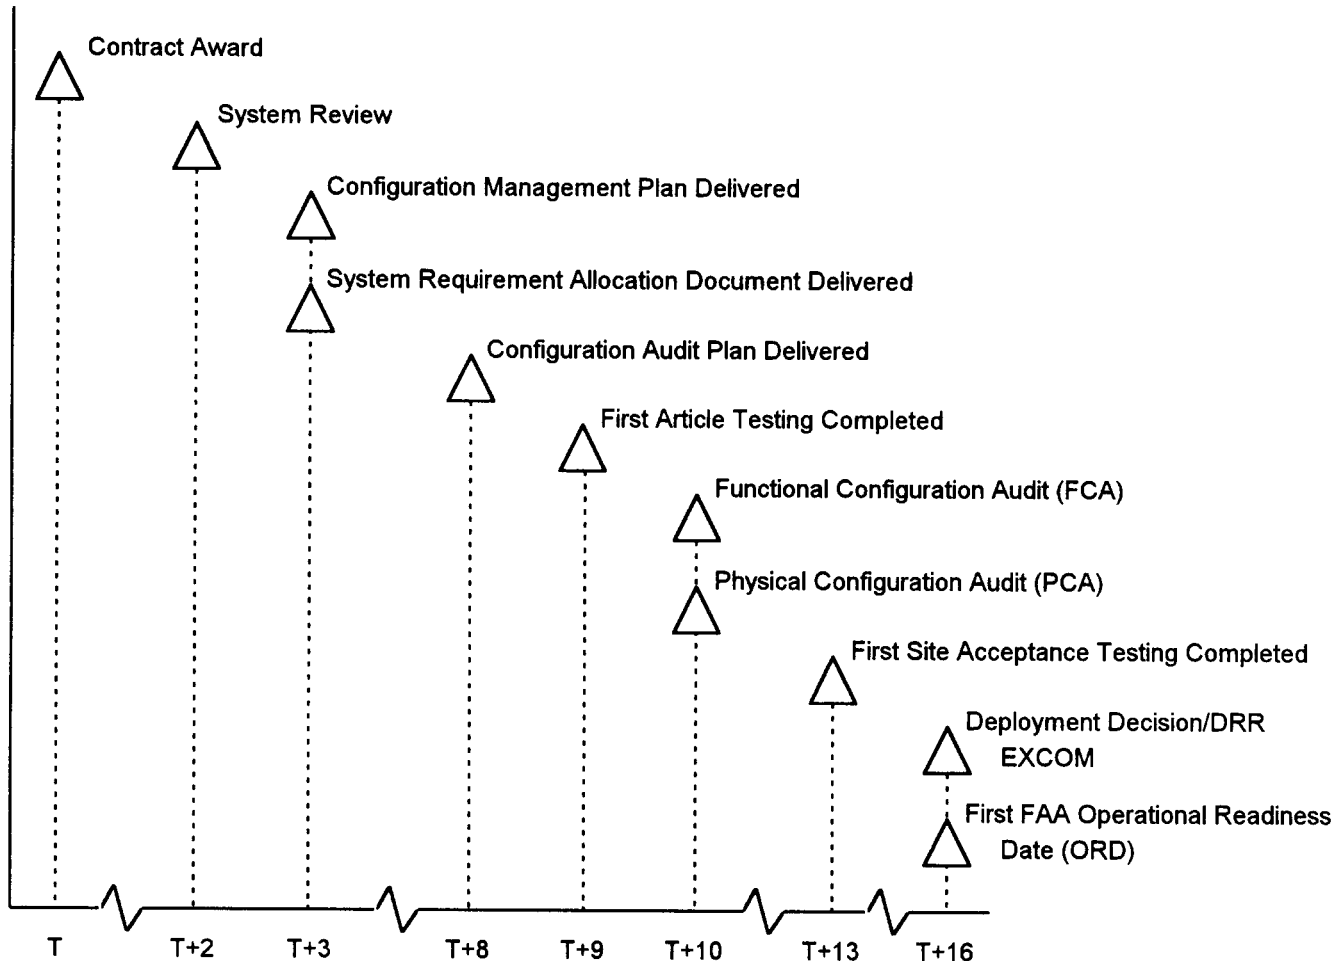 Contract Award
System Review
Configuration Management Plan Delivered
System Requirement Allocation Document Delivered
Configuration Audit Plan Delivered
First Article Testing Completed
Functional Configuration Audit (FCA)
Physical Configuration Audit (PCA)
First Site Acceptance Testing Completed
Deployment Decision/DRR
EXCOM
First FAA Operational Readiness
Date (ORD)
T T+2 T+3 T+8 T+9 T+10 T+13 T+16